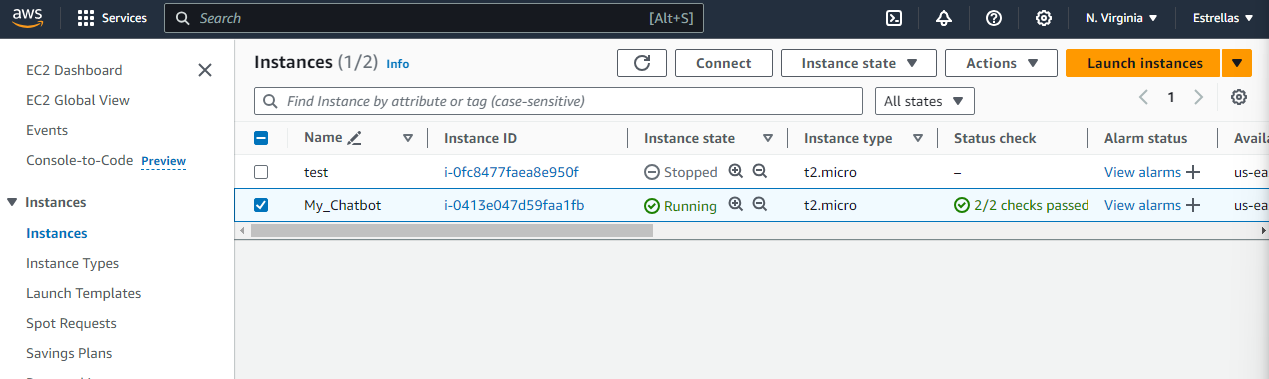 aws Services Search [Alt+S] N. Virginia Estrellas
EC2 Dashboard
EC2 Global View
Events
Console-to-Code Preview
Instances
Instances
Instance Types
Launch Templates
Spot Requests
Savings Plans
Instances (1/2) Info Connect Instance state Actions Launch instances
Find Instance by attribute or tag (case-sensitive) All states 1
Name Instance ID Instance state Instance type Status check Alarm status Availa
test i-0fc8477faea8e950f Stopped t2.micro – View alarms us-ea
My_Chatbot i-0413e047d59faa1fb Running t2.micro 2/2 checks passed View alarms us-ea